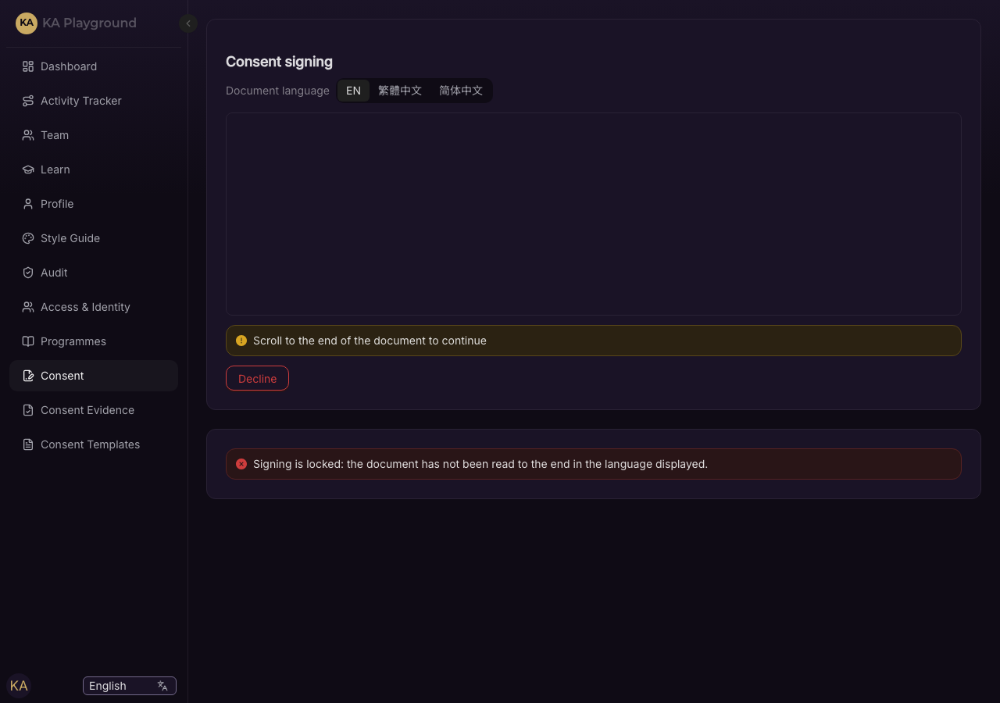 KA KA Playground
Dashboard
Activity Tracker
Team
Learn
Profile
Style Guide
Audit
Access & Identity
Programmes
Consent
Consent Evidence
Consent Templates
KA English
Consent signing
Document language EN 繁體中文 简体中文
Scroll to the end of the document to continue
Decline
Signing is locked: the document has not been read to the end in the language displayed.